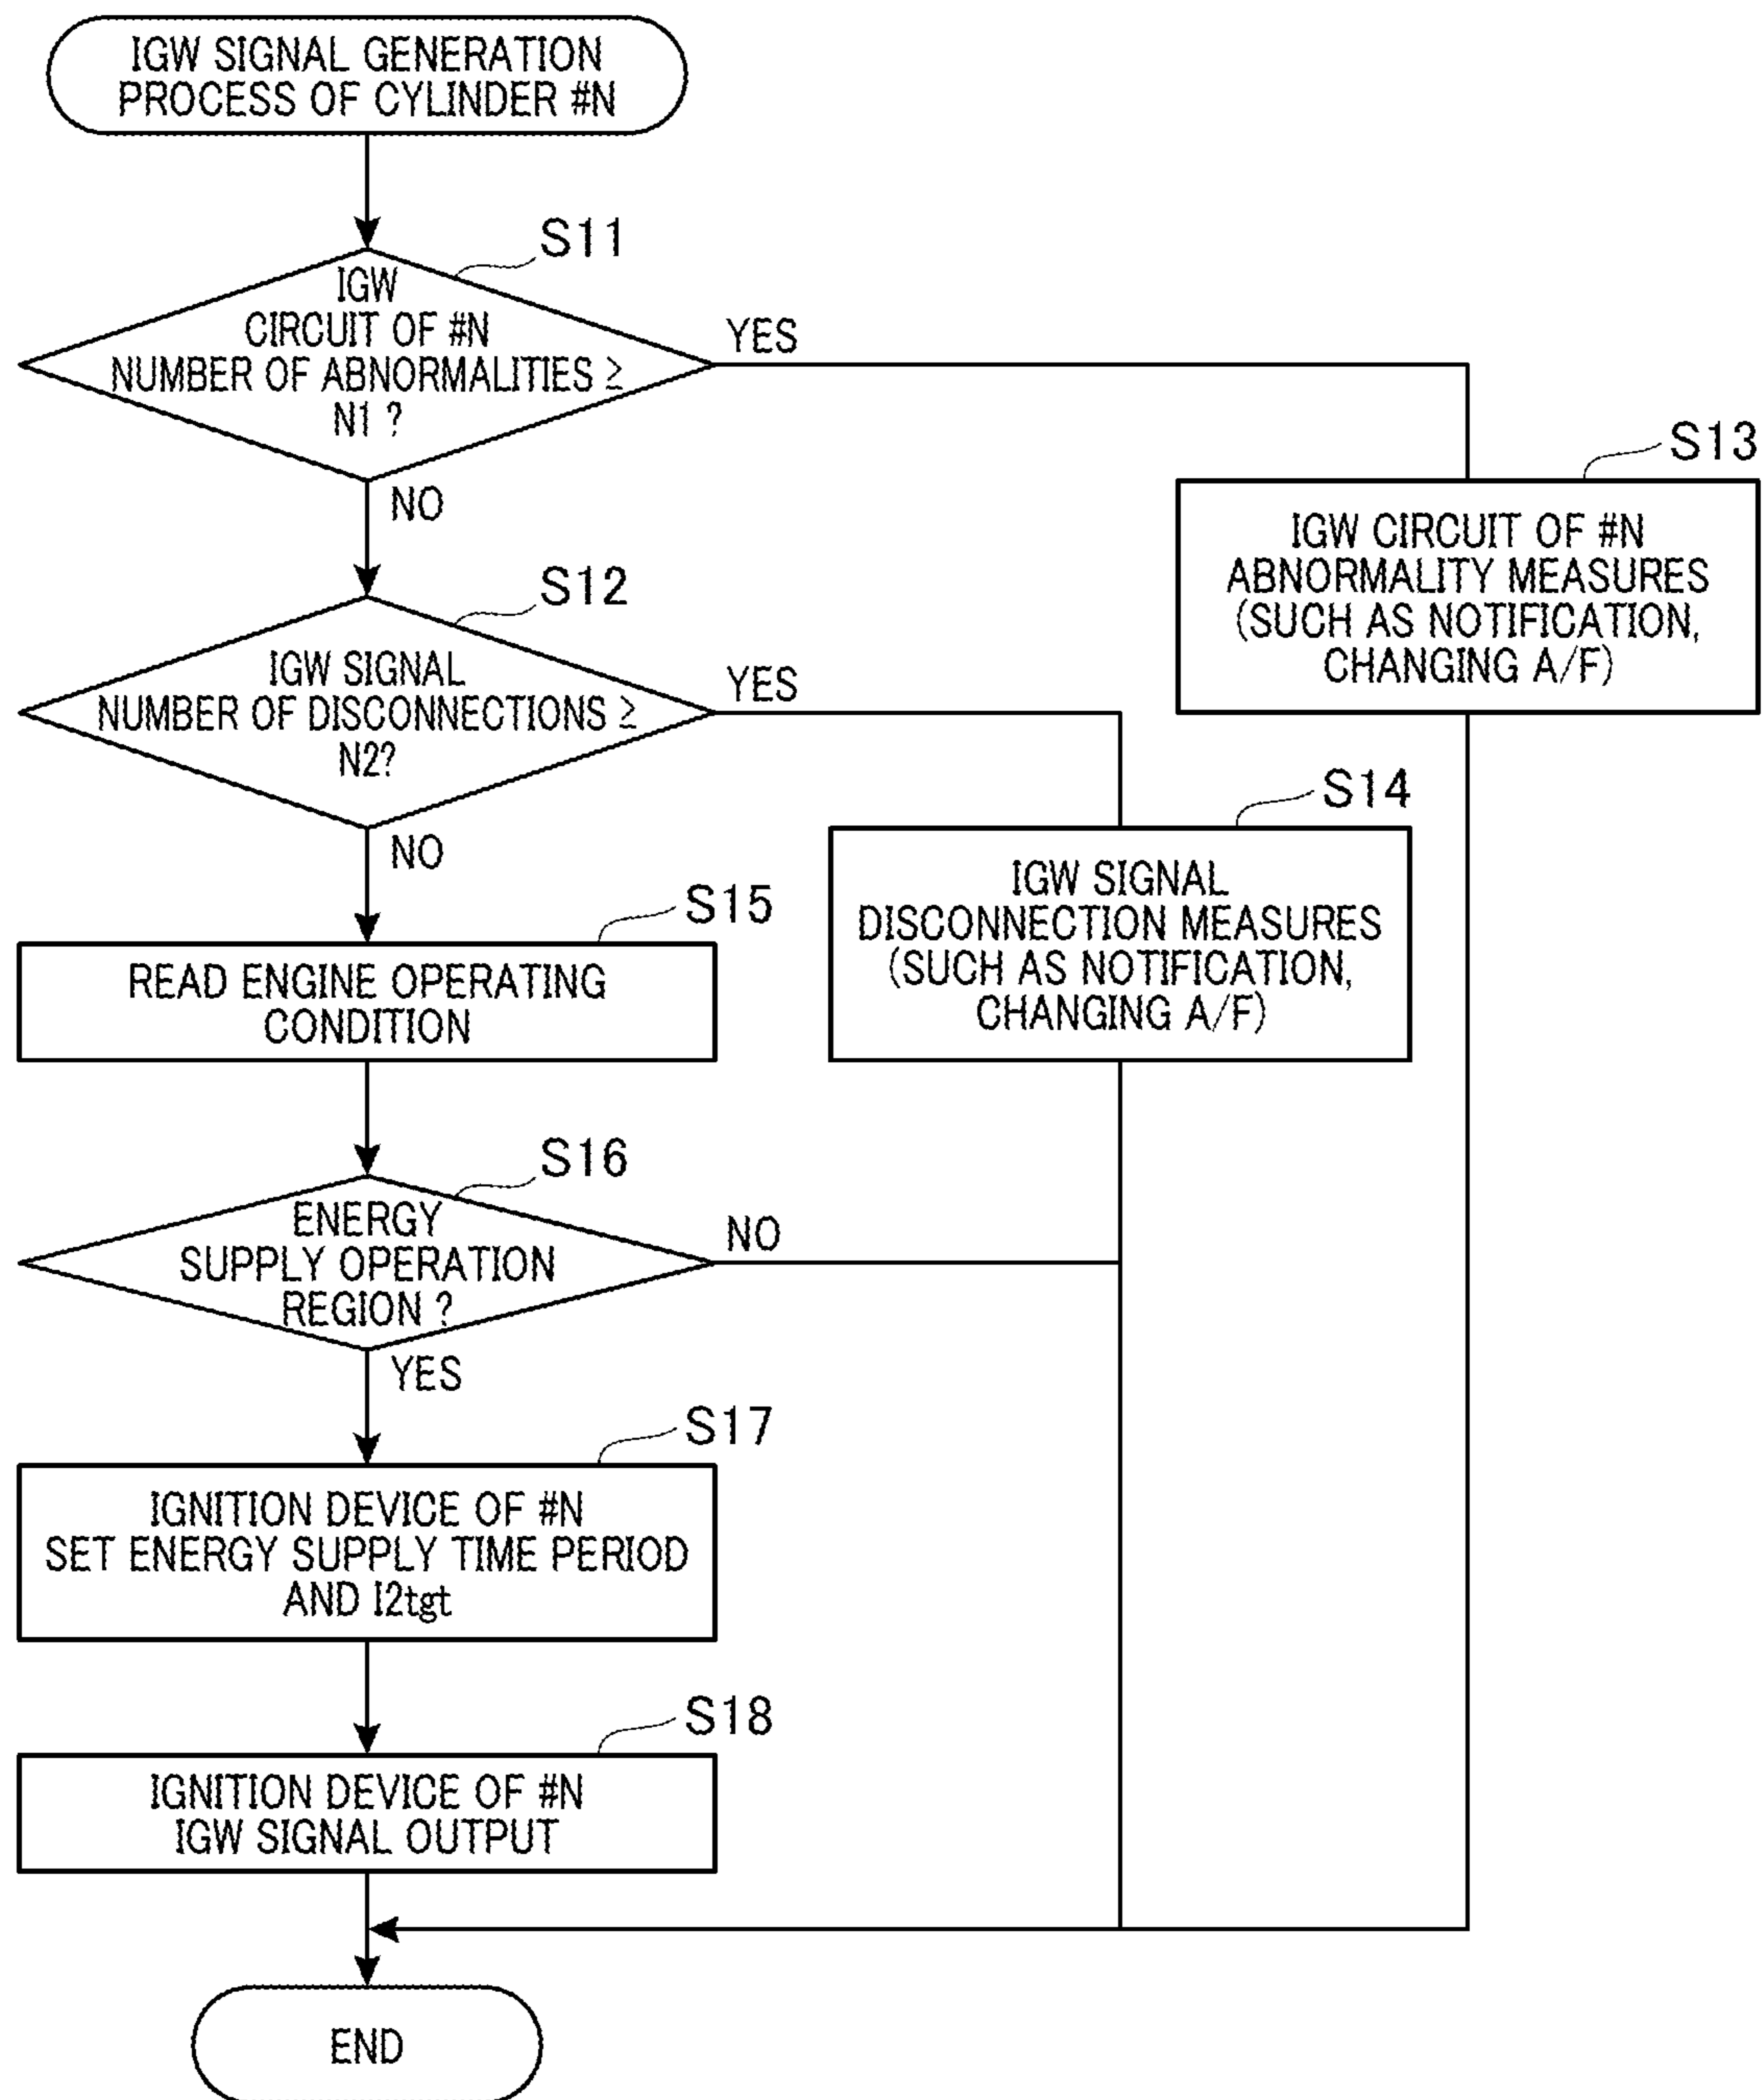 IGW SIGNAL GENERATION
PROCESS OF CYLINDER #N
S11
IGW
CIRCUIT OF #N
NUMBER OF ABNORMALITIES ≥
N1 ?
YES
NO
S13
IGW CIRCUIT OF #N
ABNORMALITY MEASURES
(SUCH AS NOTIFICATION,
CHANGING A/F)
S12
IGW SIGNAL
NUMBER OF DISCONNECTIONS ≥
N2?
YES
NO
S14
IGW SIGNAL
DISCONNECTION MEASURES
(SUCH AS NOTIFICATION,
CHANGING A/F)
S15
READ ENGINE OPERATING
CONDITION
S16
ENERGY
SUPPLY OPERATION
REGION ?
NO
YES
S17
IGNITION DEVICE OF #N
SET ENERGY SUPPLY TIME PERIOD
AND I2tgt
S18
IGNITION DEVICE OF #N
IGW SIGNAL OUTPUT
END